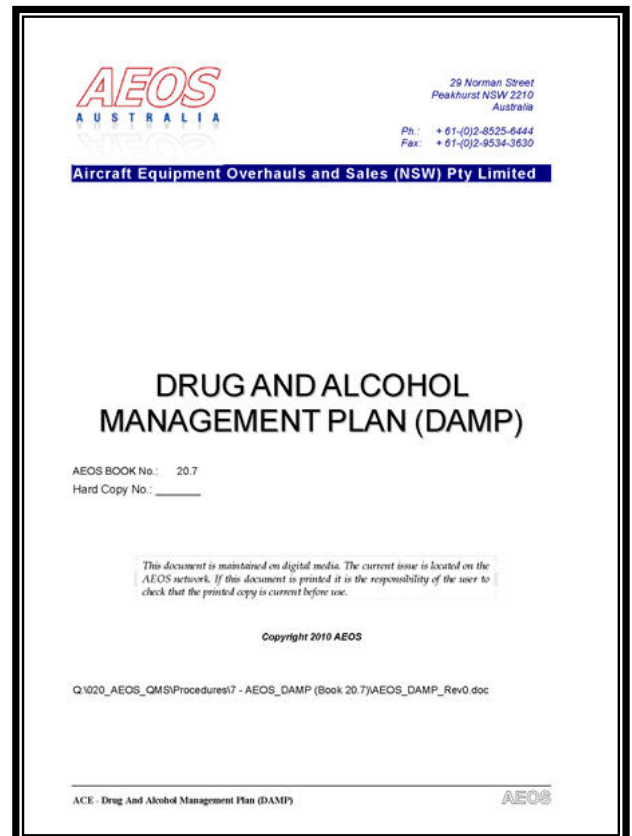 AEOS
AUSTRALIA
29 Norman Street
Peakhurst NSW 2210
Australia
Ph.: + 61-(0)2-8525-6444
Fax: + 61-(0)2-9534-3630
Aircraft Equipment Overhauls and Sales (NSW) Pty Limited
DRUG AND ALCOHOL
MANAGEMENT PLAN (DAMP)
AEOS BOOK No.: 20.7
Hard Copy No.: ______
This document is maintained on digital media. The current issue is located on the
AEOS network. If this document is printed it is the responsibility of the user to
check that the printed copy is current before use.
Copyright 2010 AEOS
Q:\020_AEOS_QMS\Procedures\7 - AEOS_DAMP (Book 20.7)\AEOS_DAMP_Rev0.doc
ACE - Drug And Alcohol Management Plan (DAMP)
AEOS